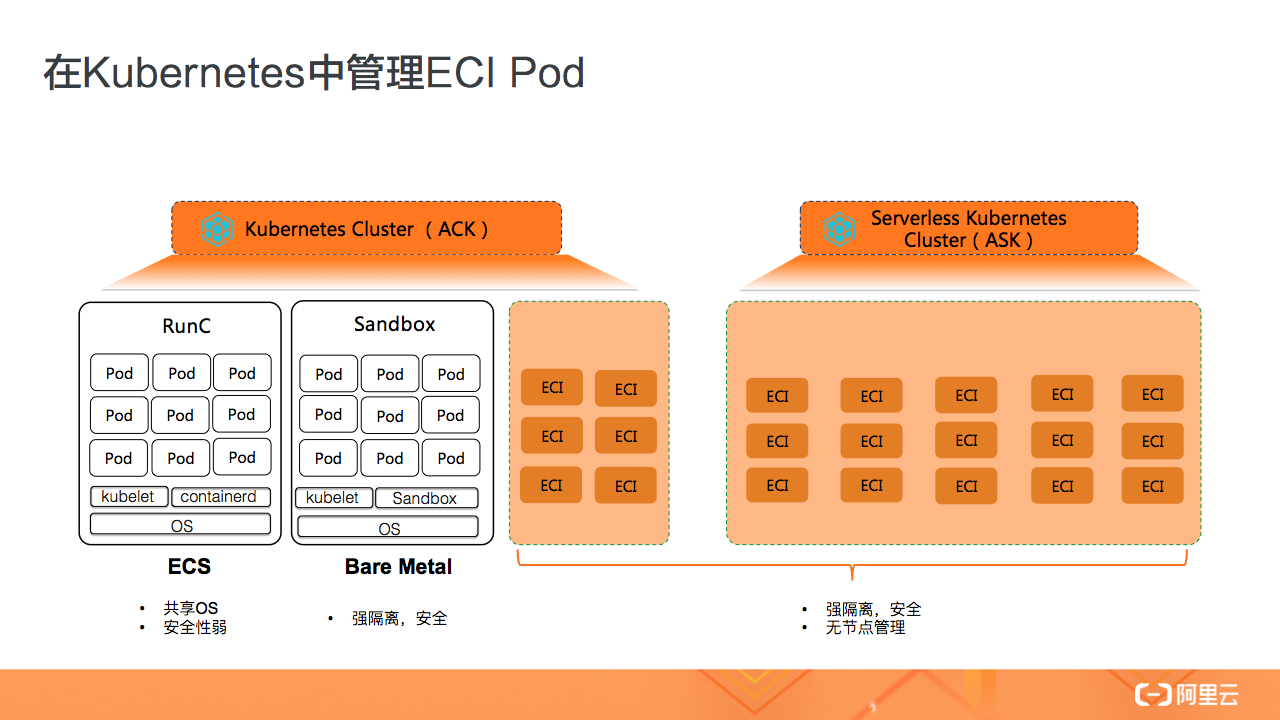 在Kubernetes中管理ECI Pod
Kubernetes Cluster （ ACK ）
Serverless Kubernetes
Cluster（ ASK ）
RunC
Pod Pod Pod
Pod Pod Pod
Pod Pod Pod
kubelet containerd
OS
ECS
• 共享OS
• 安全性弱
Sandbox
Pod Pod Pod
Pod Pod Pod
Pod Pod Pod
kubelet Sandbox
OS
Bare Metal
• 强隔离，安全
ECI ECI
ECI ECI
ECI ECI
ECI ECI ECI ECI ECI
ECI ECI ECI ECI ECI
ECI ECI ECI ECI ECI
• 强隔离，安全
• 无节点管理
阿里云